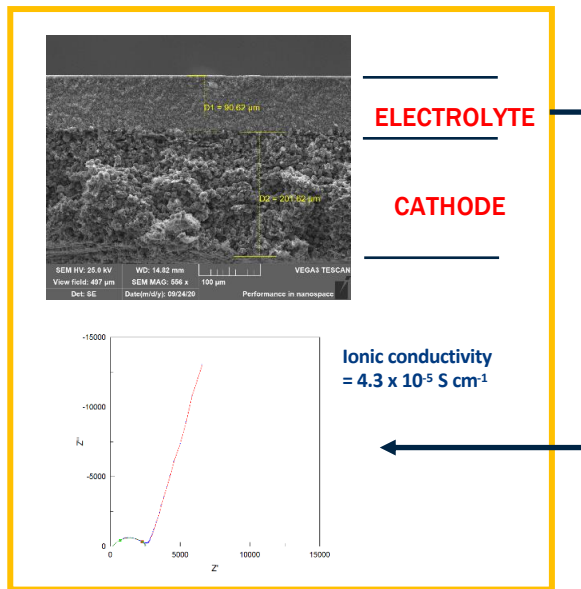 D1 = 90.62 µm
ELECTROLYTE
D2 = 201.62 µm
CATHODE
SEM HV: 25.0 kV WD: 14.82 mm VEGA3 TESCAN
View field: 497 µm SEM MAG: 556 x 100 µm
Det: SE Date(m/d/y): 09/24/20 Performance in nanospace
-15000
Ionic conductivity
= 4.3 x 10-5 S cm-1
-10000
Z''
-5000
0
0 5000 10000 15000
Z'